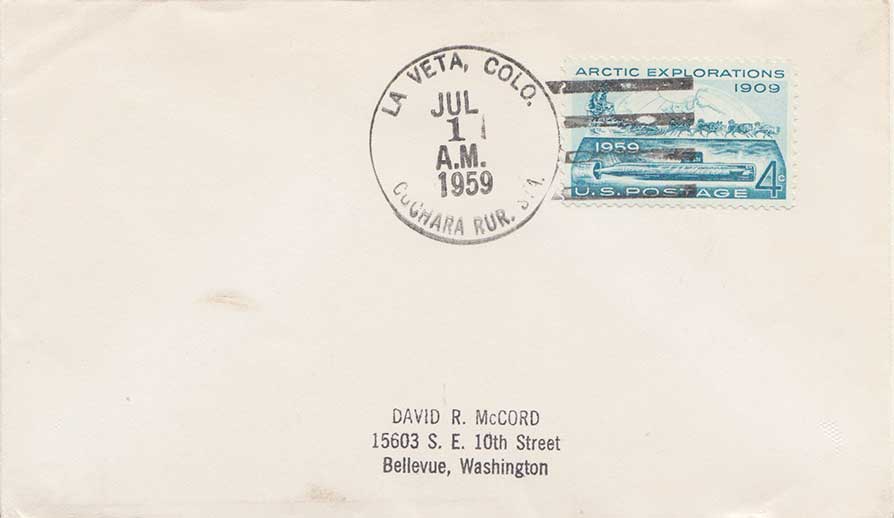 LA VETA, COLO.
JUL
1
A.M.
1959
CUCHARA RUR. STA.
ARCTIC EXPLORATIONS
1909
1959
4c
U.S. POSTAGE
DAVID R. McCORD
15603 S. E. 10th Street
Bellevue, Washington